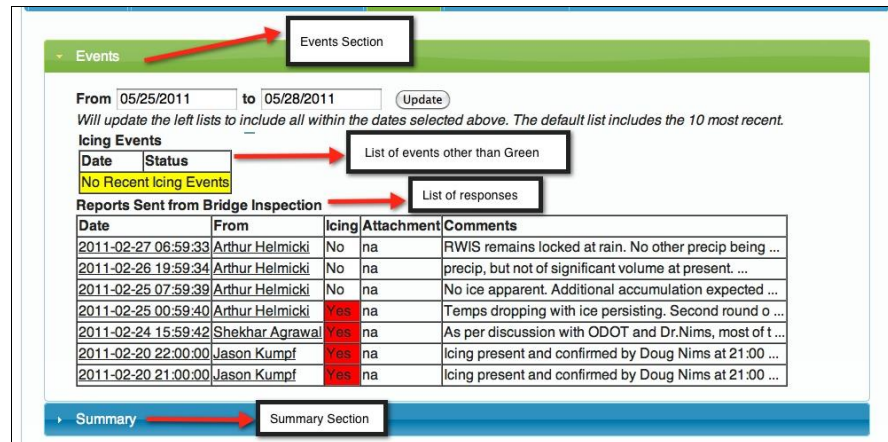 Events Section
Events
From 05/25/2011 to 05/28/2011 Update
Will update the left lists to include all within the dates selected above. The default list includes the 10 most recent.
Icing Events
List of events other than Green
Date Status
No Recent Icing Events
List of responses
Reports Sent from Bridge Inspection
Date From Icing Attachment Comments
2011-02-27 06:59:33 Arthur Helmicki No na RWIS remains locked at rain. No other precip being ...
2011-02-26 19:59:34 Arthur Helmicki No na precip, but not of significant volume at present. ...
2011-02-25 07:59:39 Arthur Helmicki No na No ice apparent. Additional accumulation expected ...
2011-02-25 00:59:40 Arthur Helmicki Yes na Temps dropping with ice persisting. Second round o ...
2011-02-24 15:59:42 Shekhar Agrawal Yes na As per discussion with ODOT and Dr.Nims, most of t ...
2011-02-20 22:00:00 Jason Kumpf Yes na Icing present and confirmed by Doug Nims at 21:00 ...
2011-02-20 21:00:00 Jason Kumpf Yes na Icing present and confirmed by Doug Nims at 21:00 ...
Summary
Summary Section